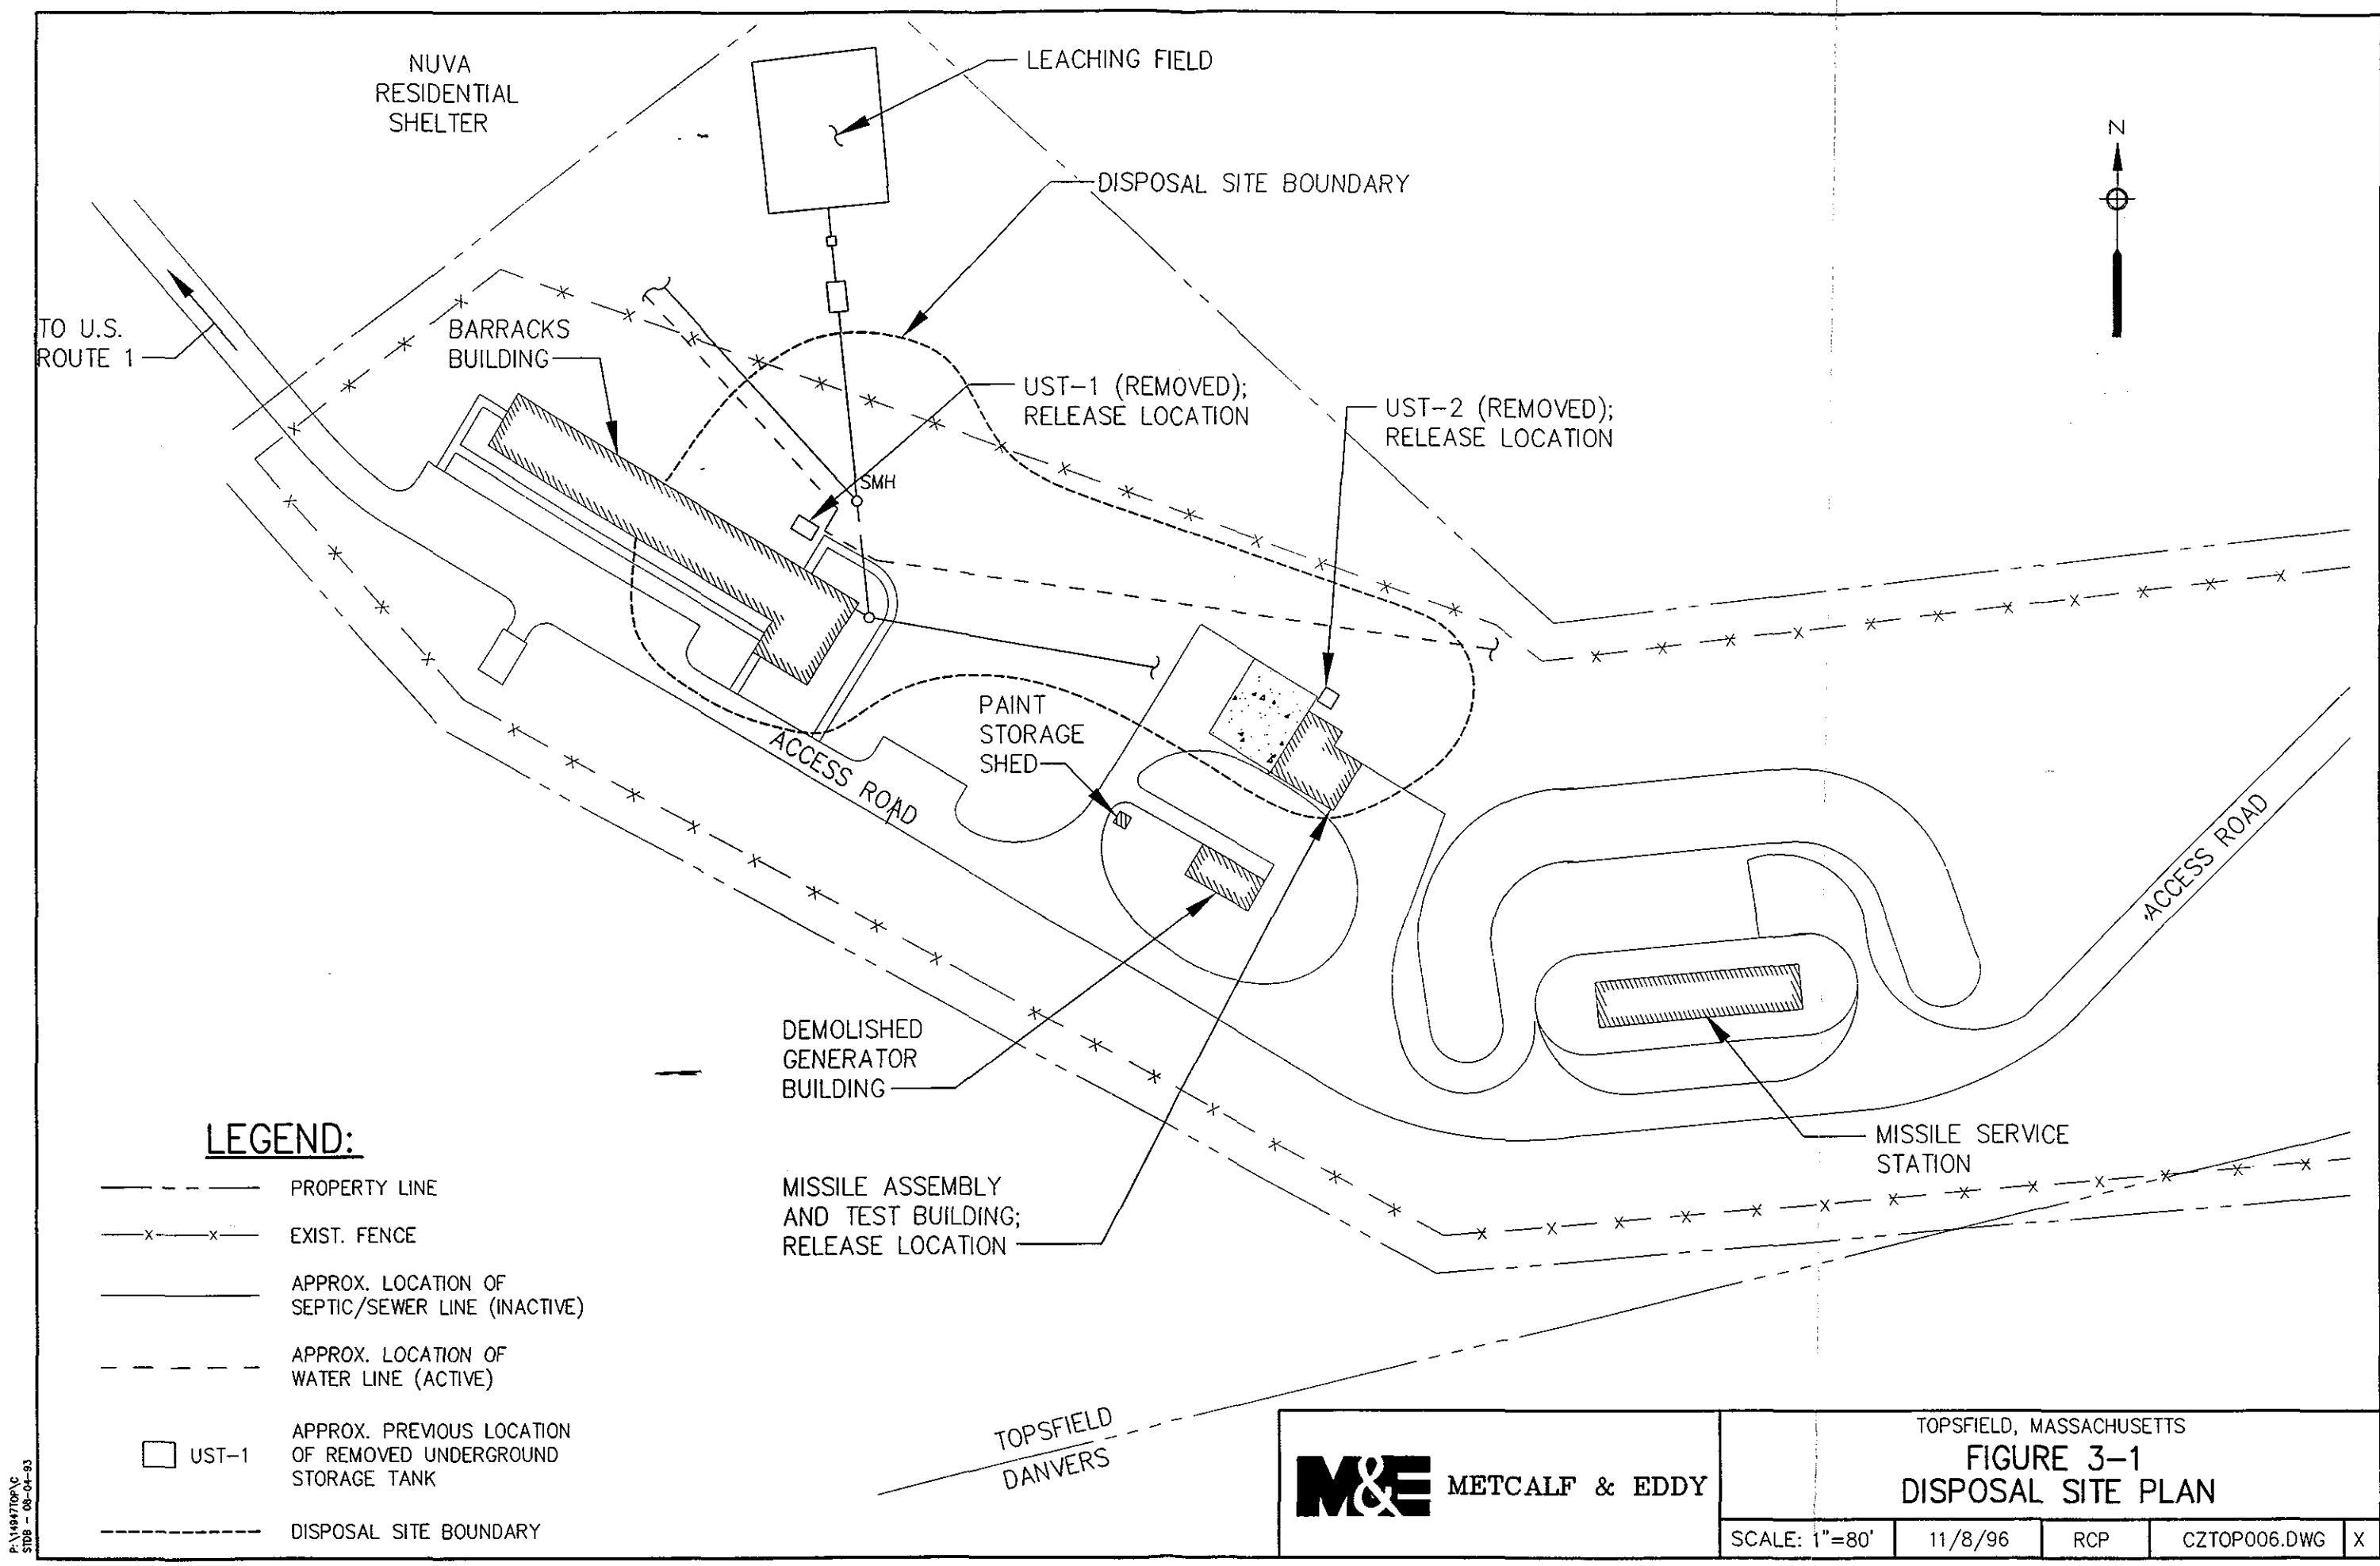 NUVA
RESIDENTIAL
SHELTER
LEACHING FIELD
N
DISPOSAL SITE BOUNDARY
TO U.S.
ROUTE 1
BARRACKS
BUILDING
UST-1 (REMOVED);
RELEASE LOCATION
UST-2 (REMOVED);
RELEASE LOCATION
SMH
PAINT
STORAGE
SHED
ACCESS ROAD
ACCESS ROAD
DEMOLISHED
GENERATOR
BUILDING
MISSILE SERVICE
STATION
MISSILE ASSEMBLY
AND TEST BUILDING;
RELEASE LOCATION
LEGEND:
PROPERTY LINE
EXIST. FENCE
APPROX. LOCATION OF
SEPTIC/SEWER LINE (INACTIVE)
APPROX. LOCATION OF
WATER LINE (ACTIVE)
UST-1
APPROX. PREVIOUS LOCATION
OF REMOVED UNDERGROUND
STORAGE TANK
DISPOSAL SITE BOUNDARY
TOPSFIELD
DANVERS
M&E METCALF & EDDY
TOPSFIELD, MASSACHUSETTS
FIGURE 3-1
DISPOSAL SITE PLAN
SCALE: 1"=80'
11/8/96
RCP
CZTOP006.DWG
X
P:\14947TOP\C
STDB - 08-04-93